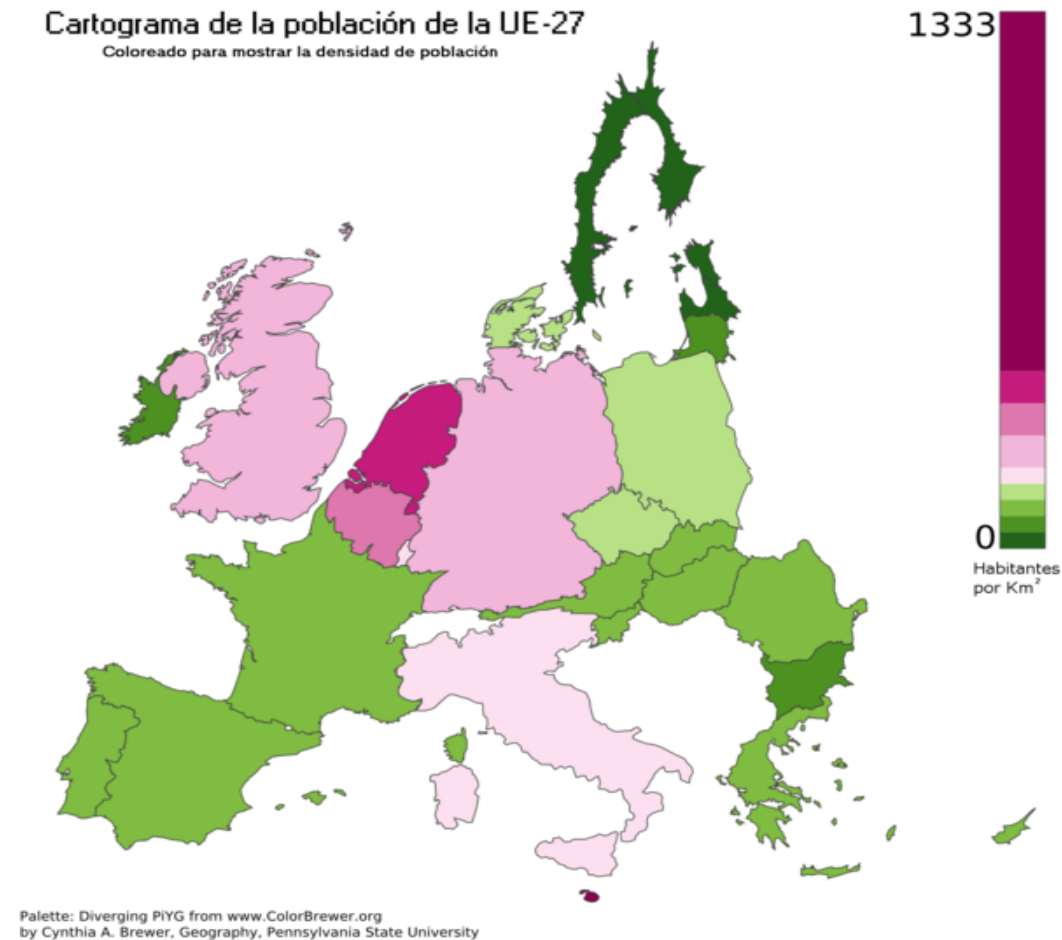 Cartograma de la población de la UE-27
Coloreado para mostrar la densidad de población
1333
0
Habitantes
por Km²
Palette: Diverging PiYG from www.ColorBrewer.org
by Cynthia A. Brewer, Geography, Pennsylvania State University